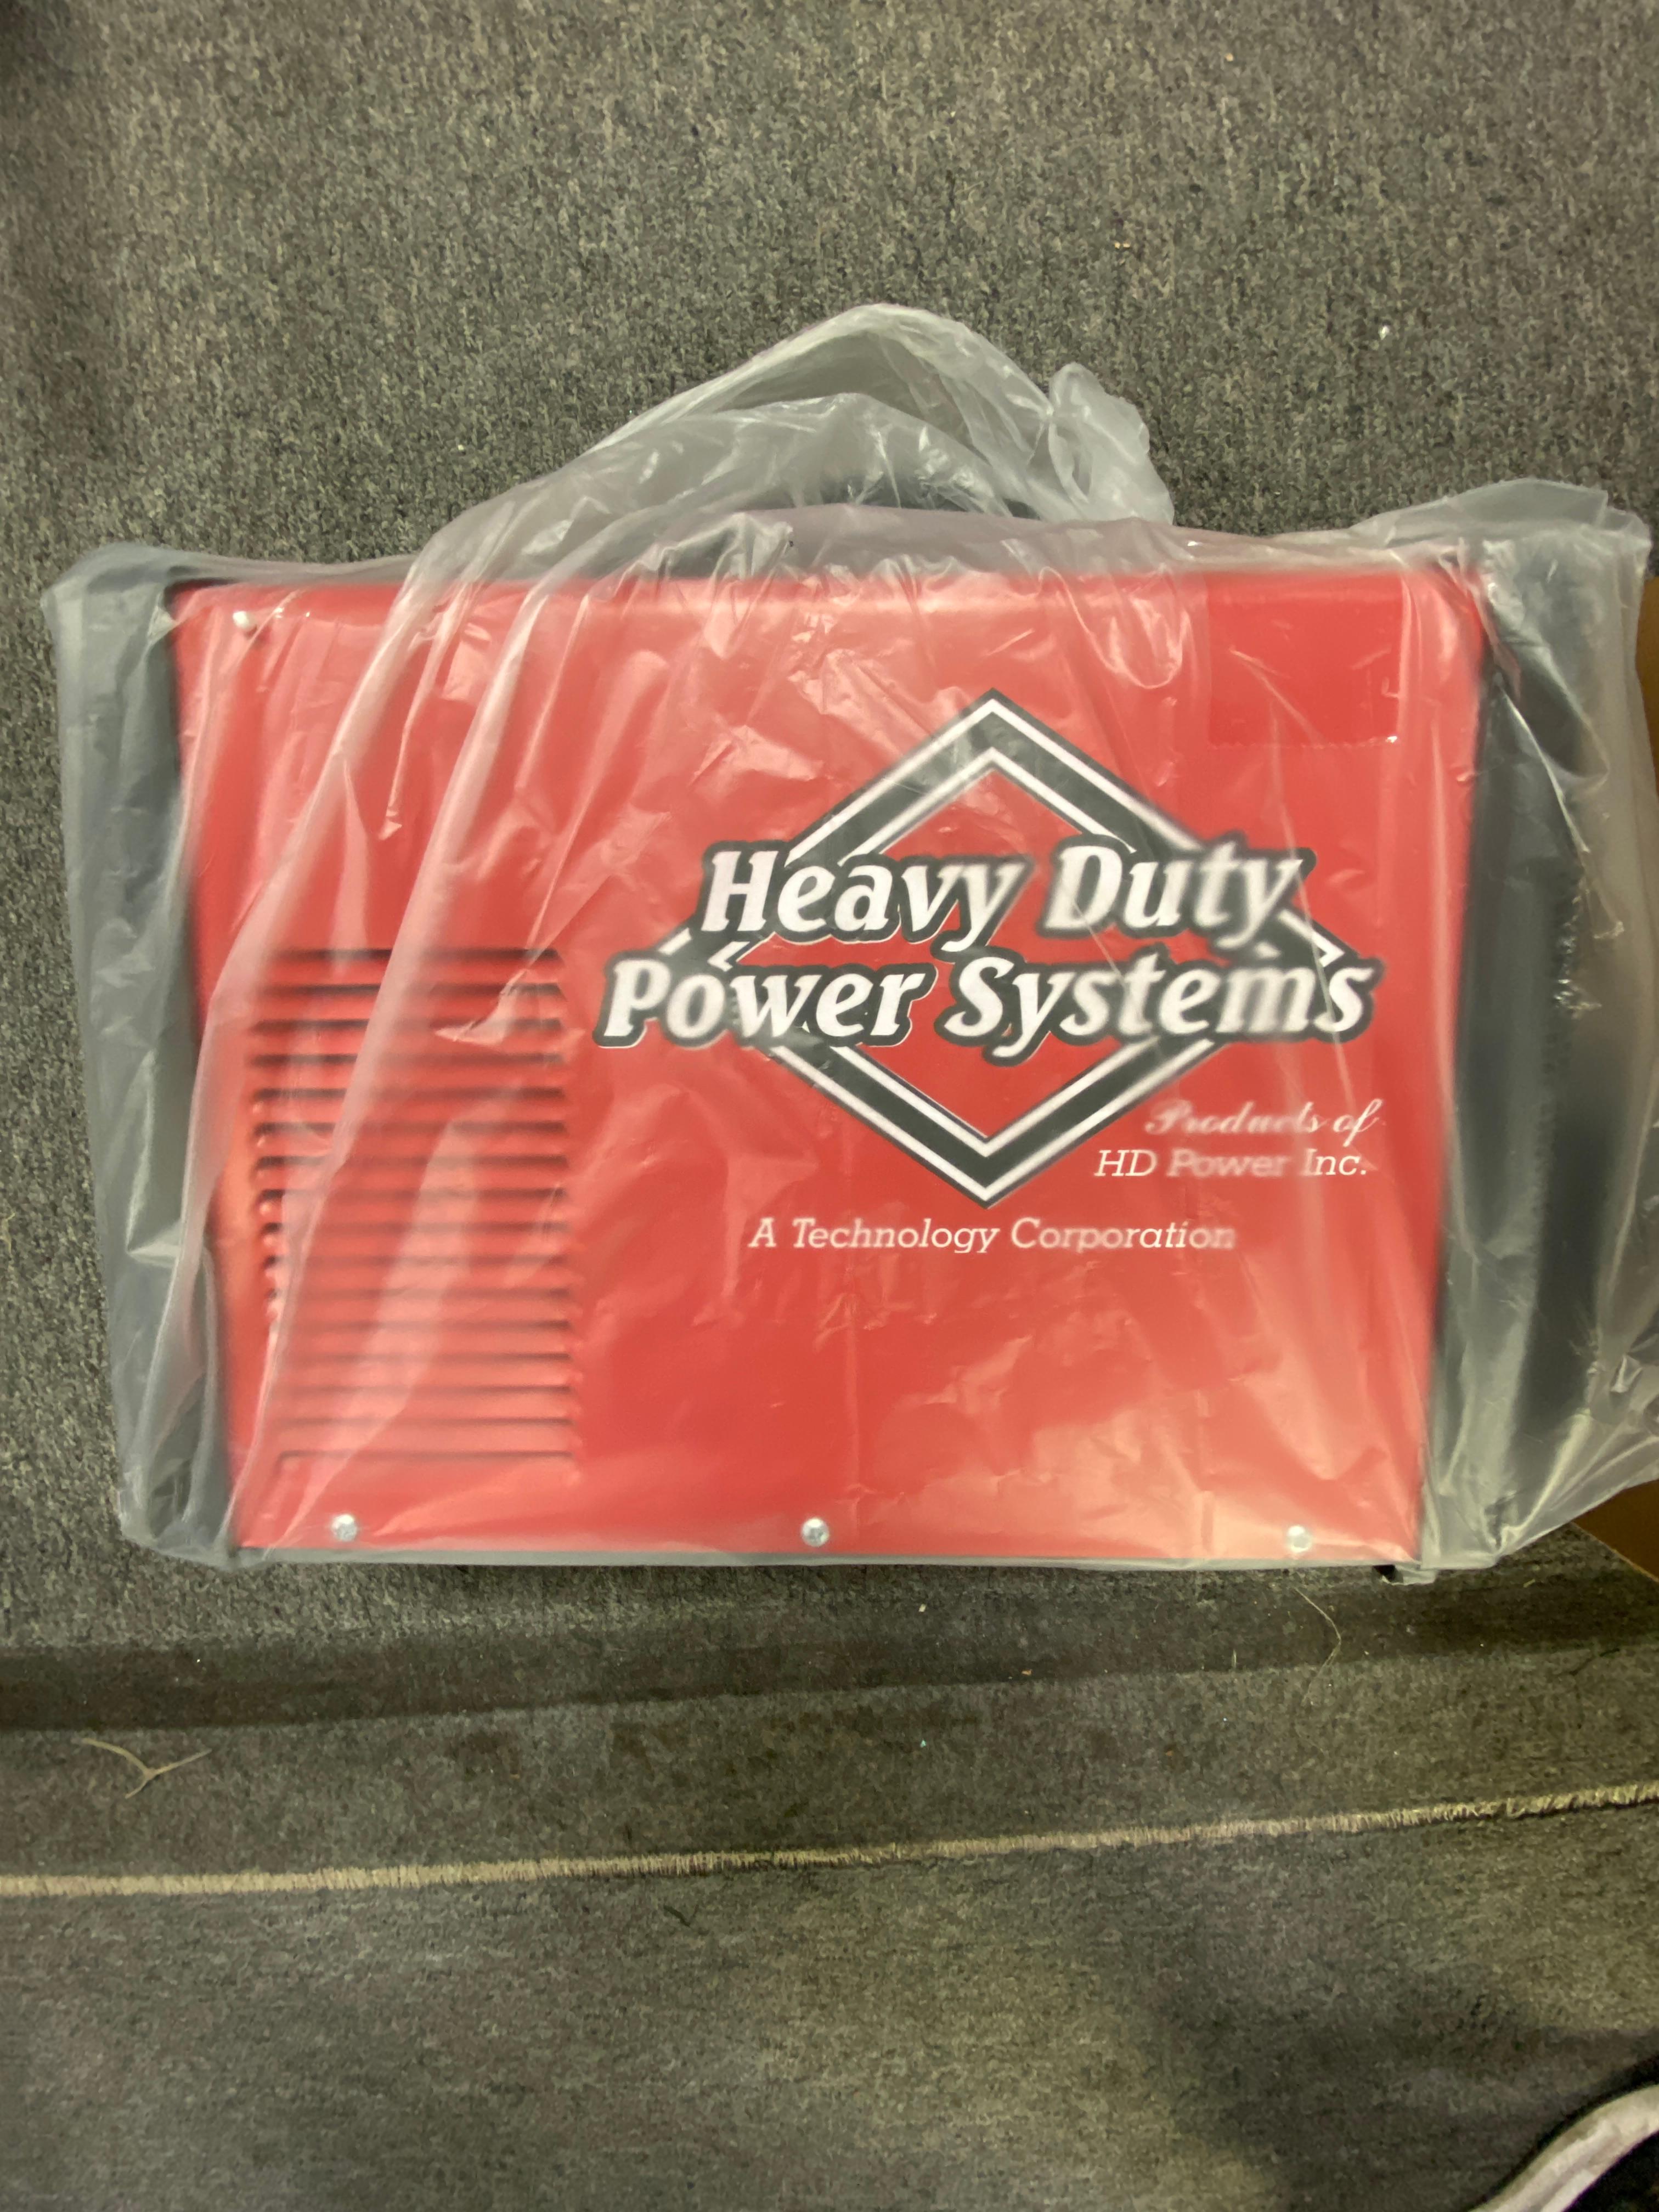 Heavy Duty
Power Systems
Products of
HD Power Inc.
A Technology Corporation